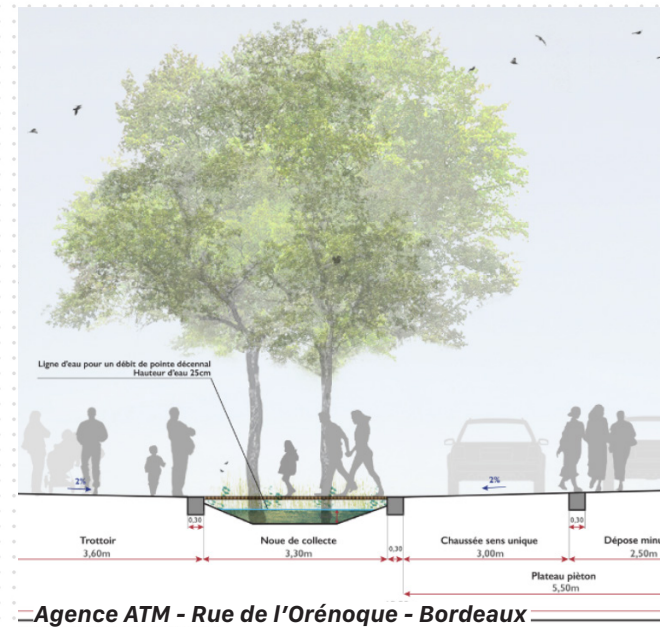 Ligne d'eau pour un débit de pointe décennal
Hauteur d'eau 25cm
2%
2%
0,30
0,30
0,30
Trottoir
3,60m
Noue de collecte
3,30m
Chaussée sens unique
3,00m
Dépose minu
2,50m
Plateau pièton
5,50m
Agence ATM - Rue de l'Orénoque - Bordeaux